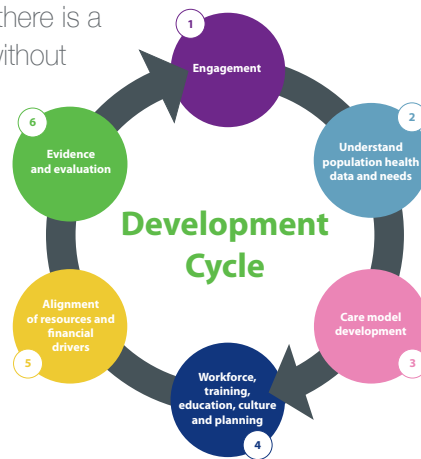 there is a
without
1
Engagement
2
Understand
population health
data and needs
3
Care model
development
4
Workforce,
training,
education, culture
and planning
5
Alignment
of resources and
financial
drivers
6
Evidence
and evaluation
Development
Cycle